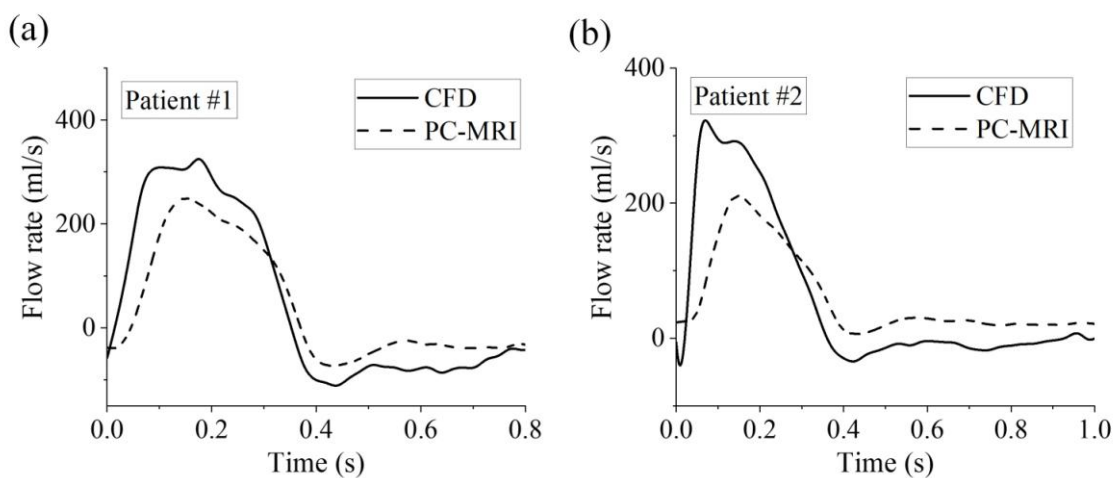 (a)
Patient #1
CFD
PC-MRI
Flow rate (ml/s)
400
200
0
0.0 0.2 0.4 0.6 0.8
Time (s)
(b)
Patient #2
CFD
PC-MRI
Flow rate (ml/s)
400
200
0
0.0 0.2 0.4 0.6 0.8 1.0
Time (s)